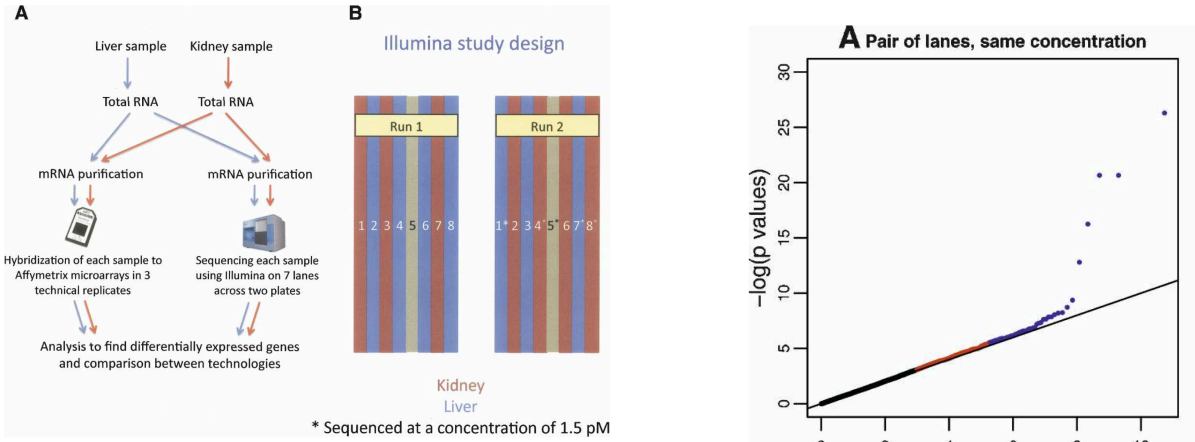 A
Liver sample
Kidney sample
Total RNA
Total RNA
mRNA purification
mRNA purification
Hybridization of each sample to
Affymetrix microarrays in 3
technical replicates
Sequencing each sample
using Illumina on 7 lanes
across two plates
Analysis to find differentially expressed genes
and comparison between technologies
B
Illumina study design
Run 1
Run 2
1 2 3 4 5 6 7 8
1* 2 3 4* 5* 6 7* 8*
Kidney
Liver
* Sequenced at a concentration of 1.5 pM
A Pair of lanes, same concentration
−log(p values)
30
25
20
15
10
5
0